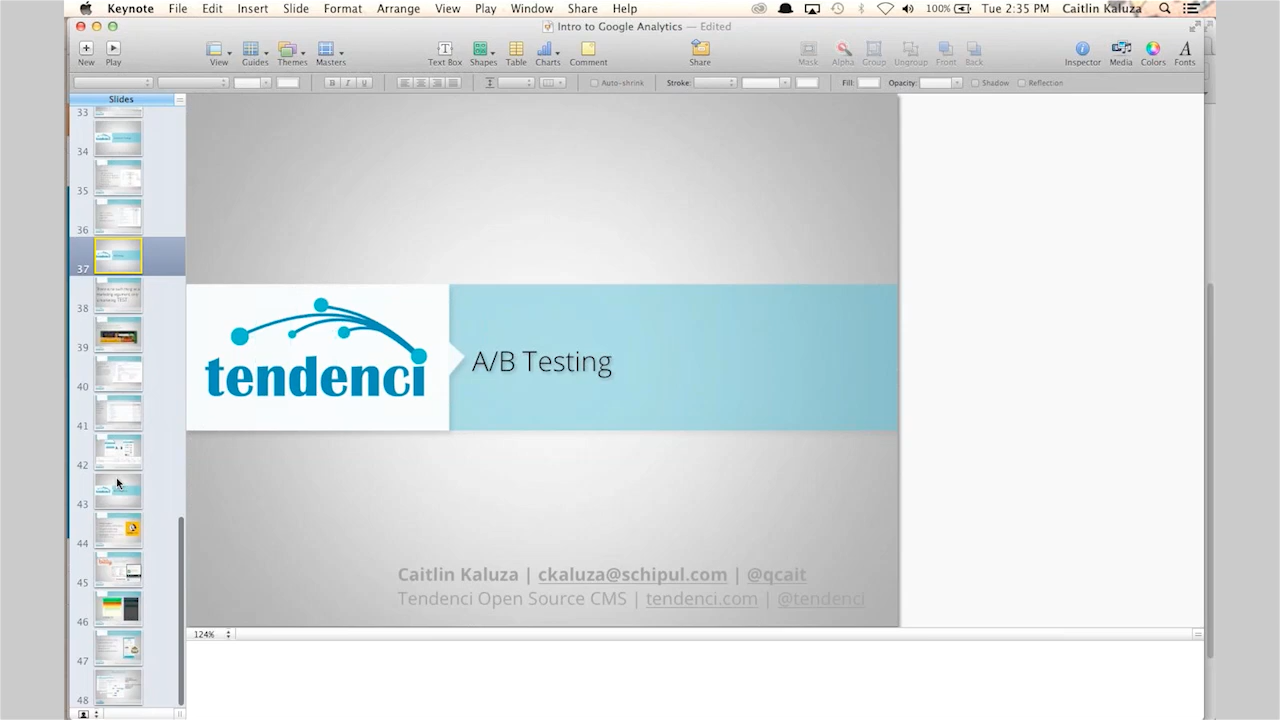 Keynote File Edit Insert Slide Format Arrange View Play Window Share Help 100% Tue 2:35 PM Caitlin Kaluza
Intro to Google Analytics — Edited
New Play View Guides Themes Masters Text Box Shapes Table Charts Comment Share Mask Alpha Group Ungroup Front Back Inspector Media Colors Fonts
B I U Auto-shrink Stroke: Fill: Opacity: Shadow Reflection
Slides
33
34
35
36
37
38
39
40
41
42
43
44
45
46
47
48
tendenci
A/B Testing
Caitlin Kaluza | uza@schipul.com | @qcait
Tendenci Open CMS | tendenci.com | @tendenci
124%